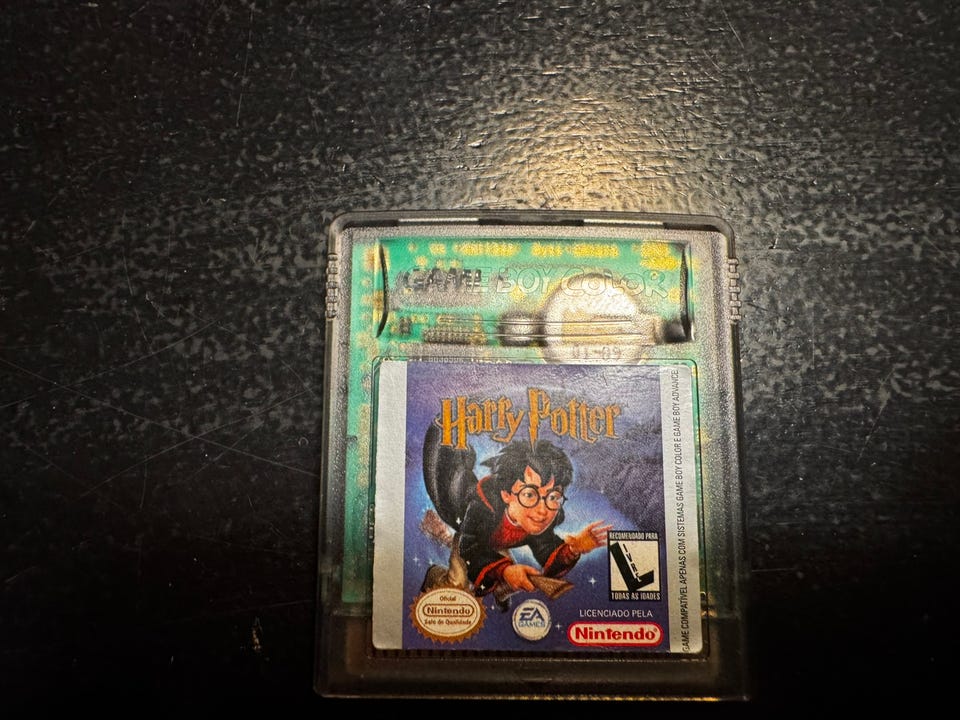 GAME BOY COLOR
Harry Potter
RECOMENDADO PARA
LIVRE
TODAS AS IDADES
Oficial
Nintendo
Selo de Qualidade
EA
GAMES
LICENCIADO PELA
Nintendo
GAME COMPATÍVEL APENAS COM SISTEMAS GAME BOY COLOR E GAME BOY ADVANCE